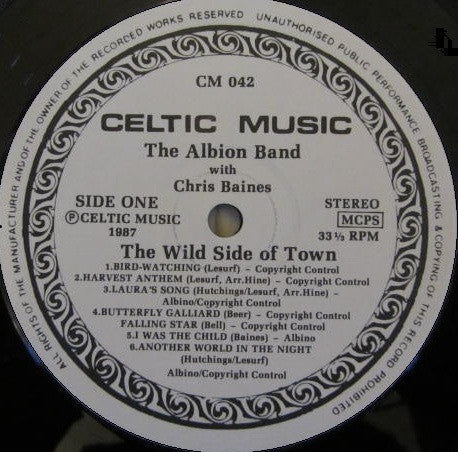 ALL RIGHTS OF THE MANUFACTURER AND OF THE OWNER OF THE RECORDED WORKS RESERVED UNAUTHORISED PUBLIC PERFORMANCE BROADCASTING & COPYING OF THIS RECORD PROHIBITED
CM 042
CELTIC MUSIC
The Albion Band
with
Chris Baines
SIDE ONE
Ⓟ CELTIC MUSIC
1987
STEREO
MCPS
33⅓ RPM
The Wild Side of Town
1.BIRD-WATCHING (Lesurf) - Copyright Control
2.HARVEST ANTHEM (Lesurf, Arr.Hine) - Copyright Control
3.LAURA'S SONG (Hutchings/Lesurf, Arr.Hine) -
Albino/Copyright Control
4.BUTTERFLY GALLIARD (Beer) - Copyright Control
FALLING STAR (Bell) - Copyright Control
5.I WAS THE CHILD (Baines) - Albino
6.ANOTHER WORLD IN THE NIGHT
(Hutchings/Lesurf)
Albino/Copyright Control